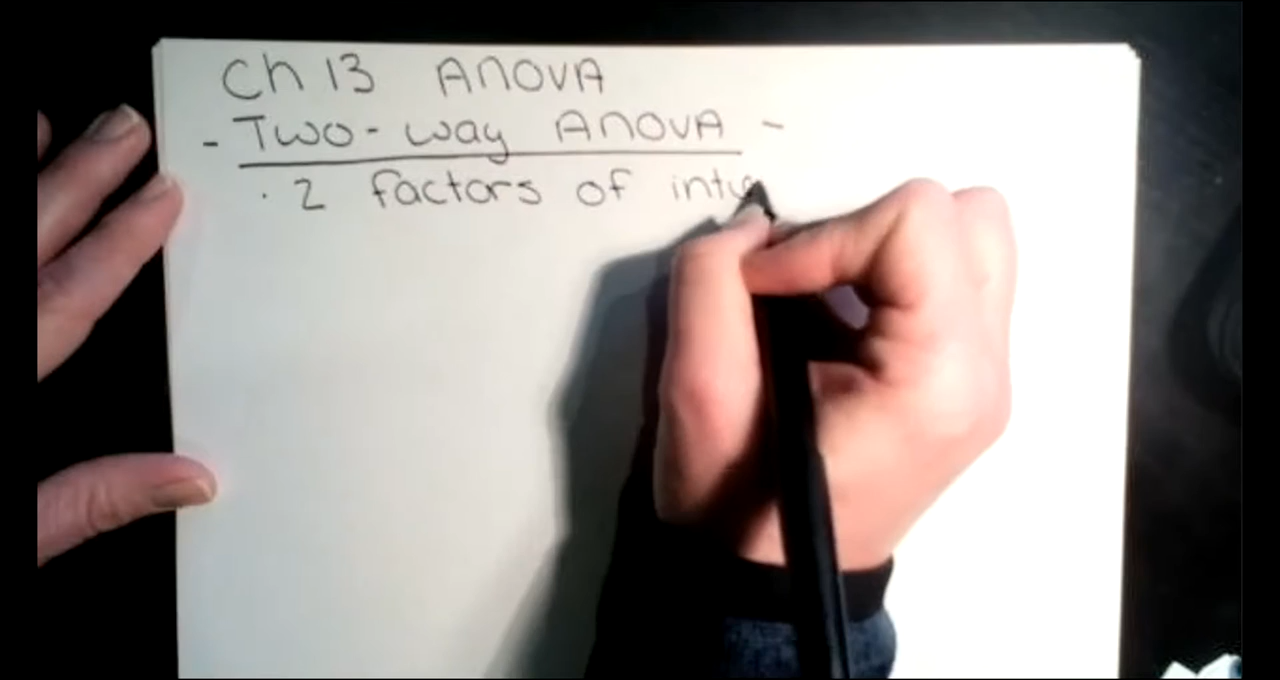 Ch 13 ANOVA
- Two-way ANOVA -
· 2 factors of